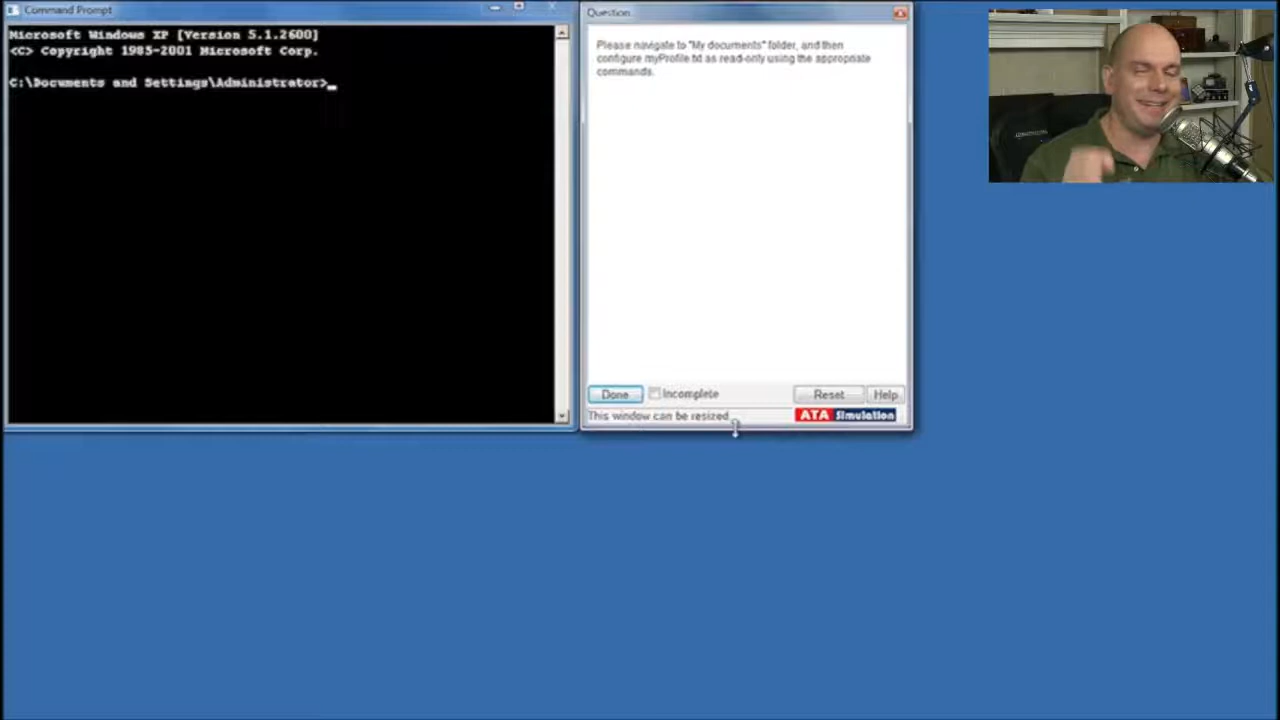 Command Prompt
Microsoft Windows XP [Version 5.1.2600]
<C> Copyright 1985-2001 Microsoft Corp.
C:\Documents and Settings\Administrator>
Question
Please navigate to "My documents" folder, and then
configure myProfile.txt as read-only using the appropriate
commands.
Done
Incomplete
Reset
Help
This window can be resized
ATA Simulation